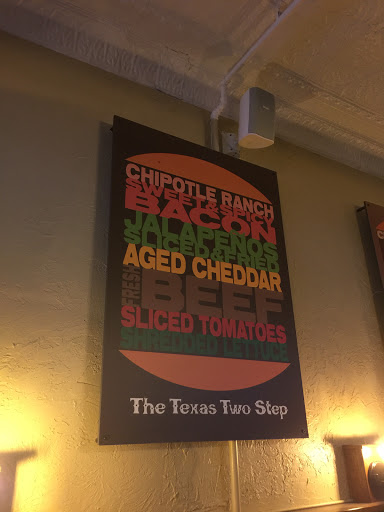 CHIPOTLE RANCH
SWEET&SPICY
BACON
JALAPEÑOS
SLICED&FRIED
AGED CHEDDAR
FRESH
BEEF
SLICED TOMATOES
SHREDDED LETTUCE
The Texas Two Step